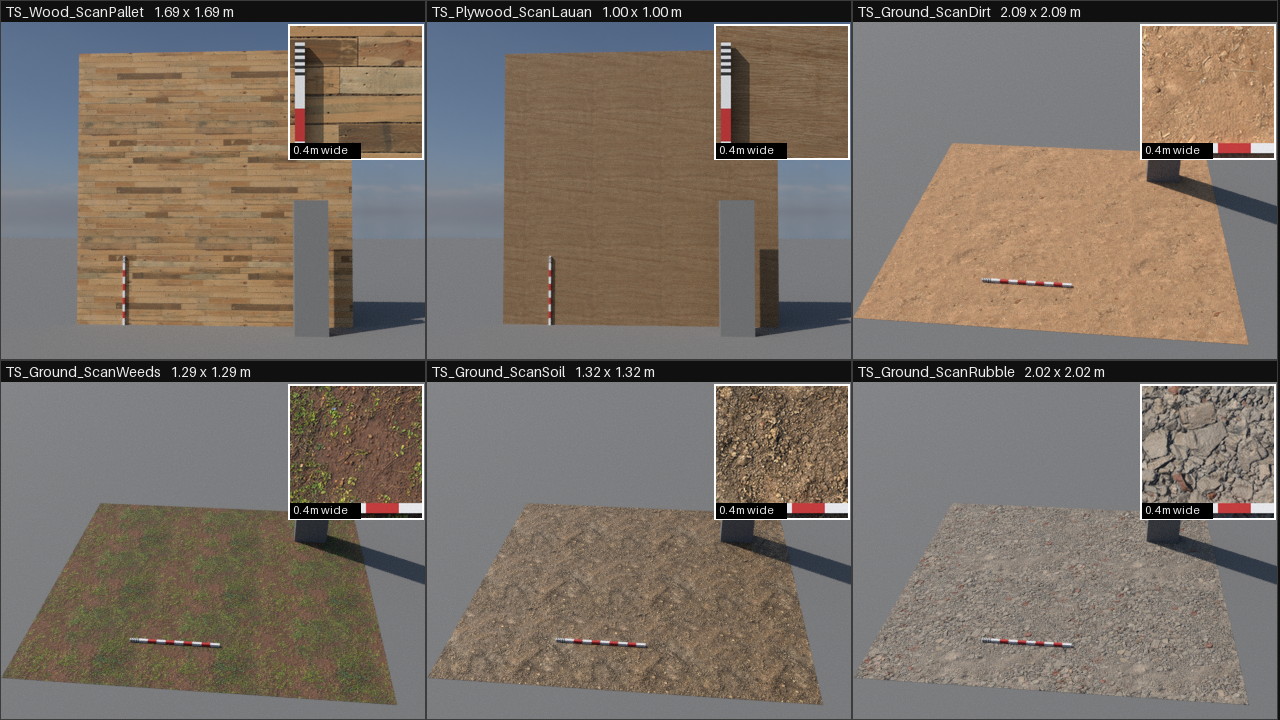 TS_Wood_ScanPallet 1.69 x 1.69 m
0.4m wide
TS_Plywood_ScanLauan 1.00 x 1.00 m
0.4m wide
TS_Ground_ScanDirt 2.09 x 2.09 m
0.4m wide
TS_Ground_ScanWeeds 1.29 x 1.29 m
0.4m wide
TS_Ground_ScanSoil 1.32 x 1.32 m
0.4m wide
TS_Ground_ScanRubble 2.02 x 2.02 m
0.4m wide